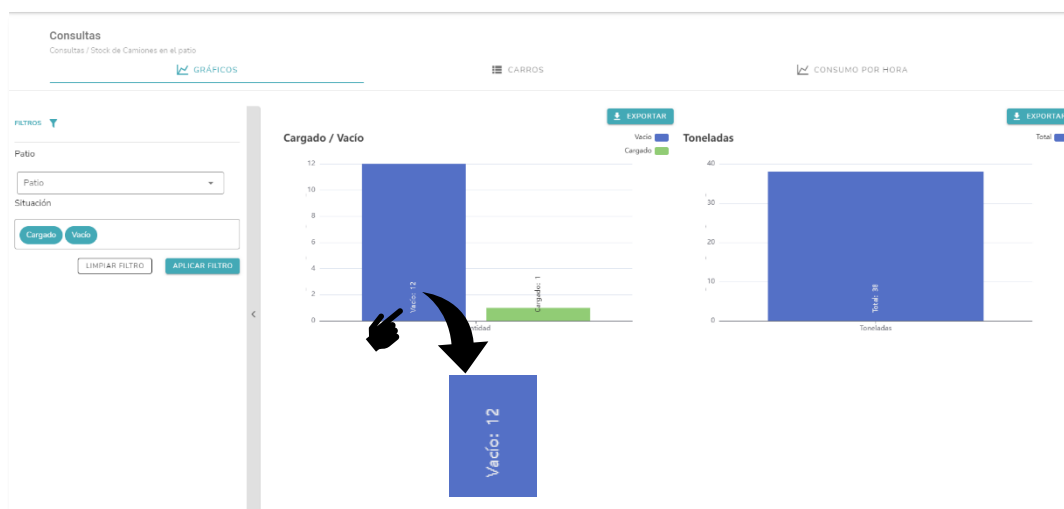 Consultas
Consultas / Stock de Camiones en el patio
GRÁFICOS
CARROS
CONSUMO POR HORA
FILTROS
Patio
Patio
Situación
Cargado Vacío
LIMPIAR FILTRO APLICAR FILTRO
EXPORTAR
Cargado / Vacío
Vacío
Cargado
12
10
8
6
4
2
0
Vacío: 12
Cargado: 1
Vacío: 12
EXPORTAR
Toneladas
Total
40
30
20
10
0
Total: 38
Toneladas